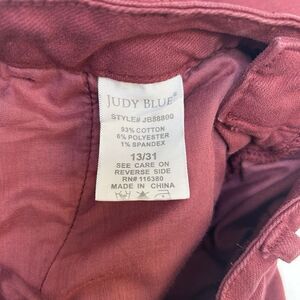 JUDY BLUE®
STYLE# JB88800
93% COTTON
6% POLYESTER
1% SPANDEX
13/31
SEE CARE ON
REVERSE SIDE
RN# 116380
MADE IN CHINA